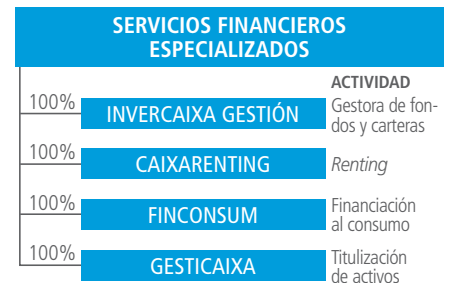 SERVICIOS FINANCIEROS
ESPECIALIZADOS
ACTIVIDAD
100%
INVERCAIXA GESTIÓN
Gestora de fon-
dos y carteras
100%
CAIXARENTING
Renting
100%
FINCONSUM
Financiación
al consumo
100%
GESTICAIXA
Titulización
de activos